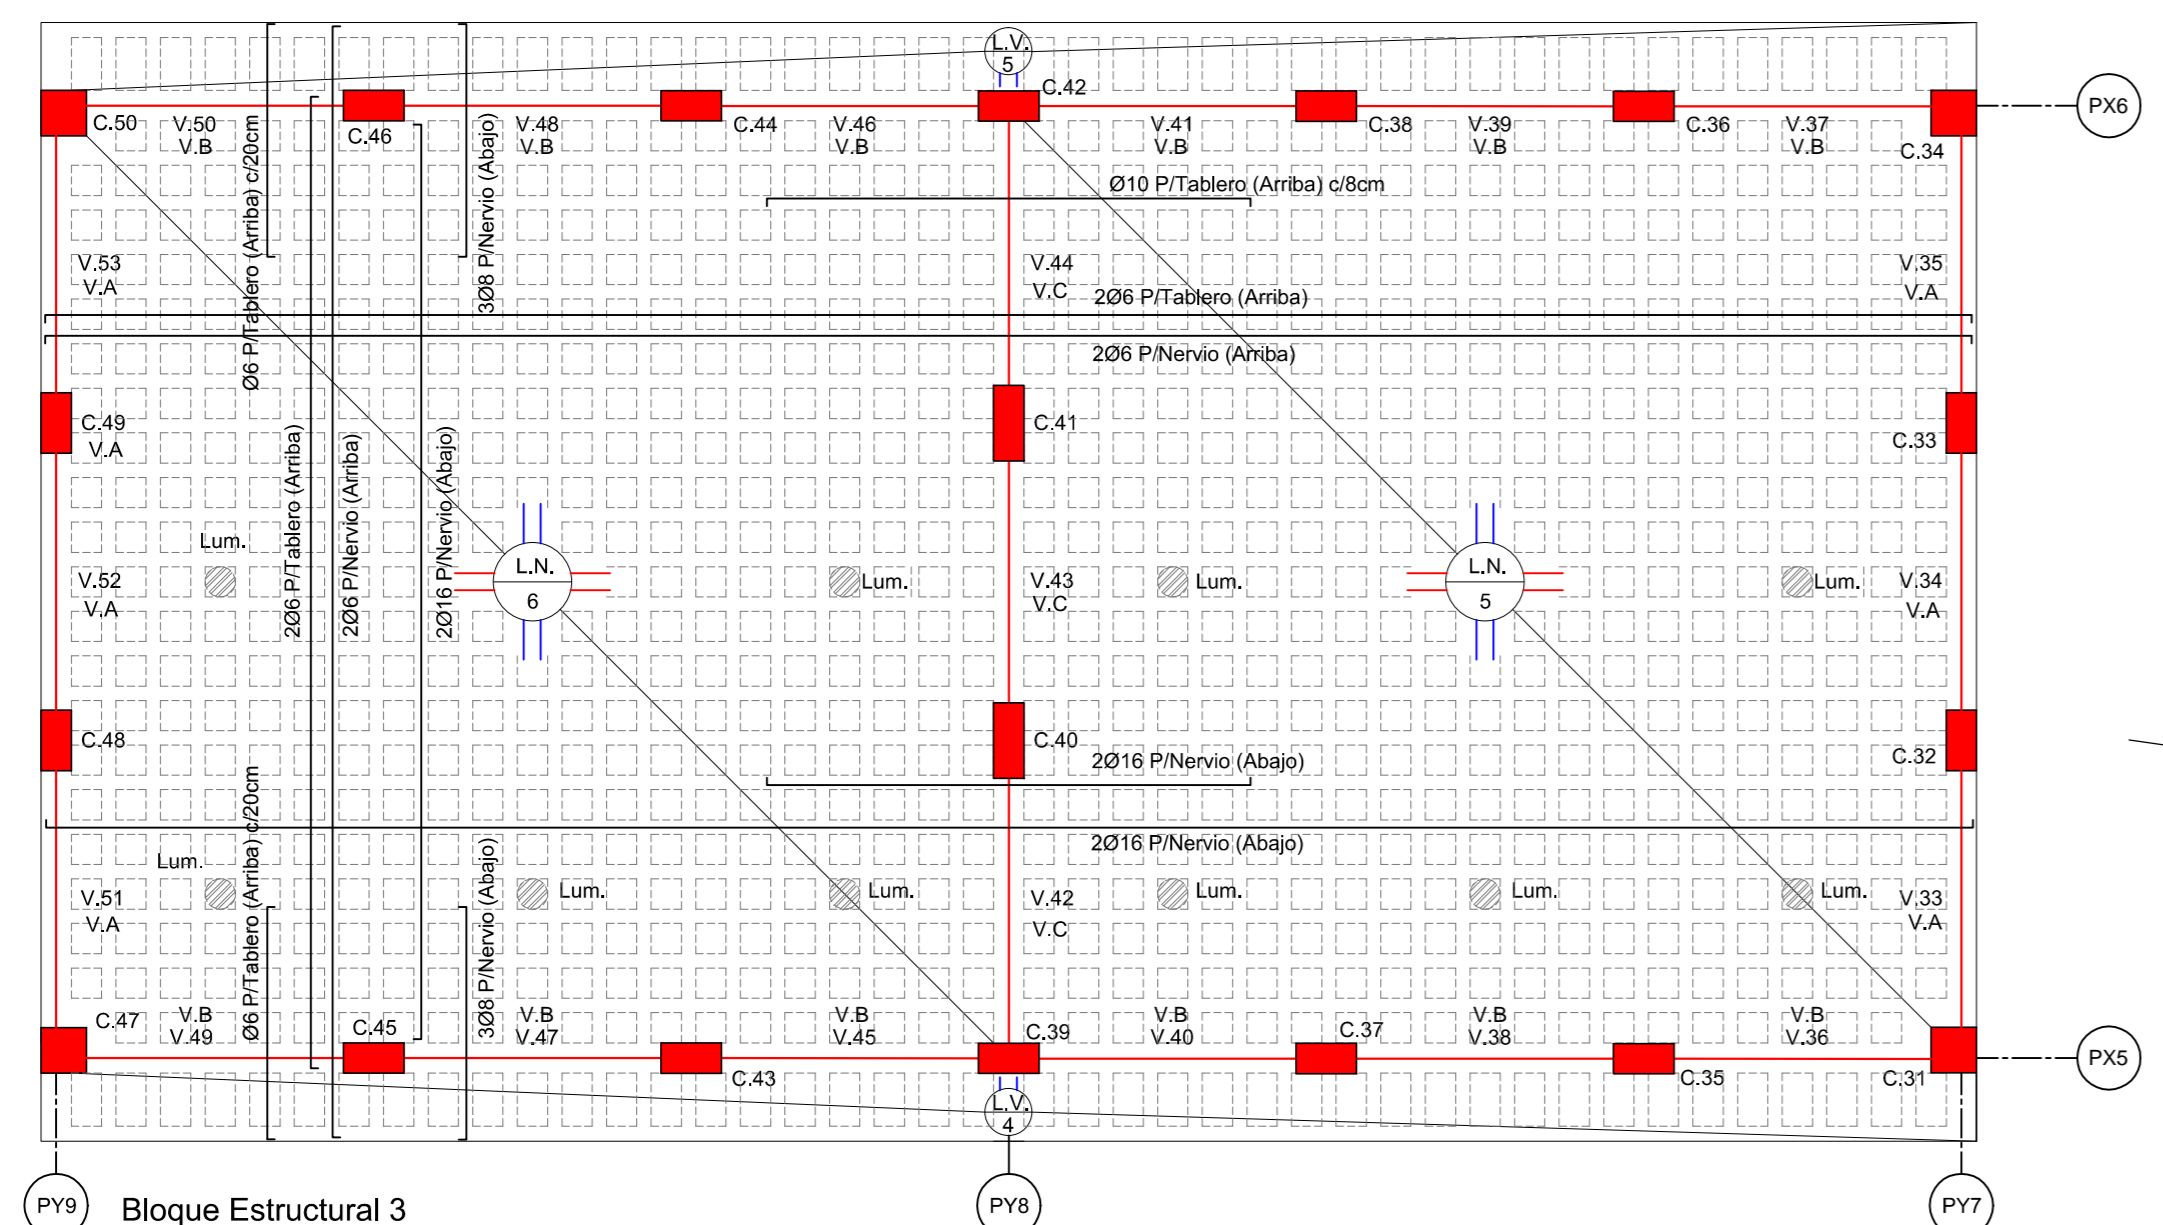 L.V.
5
C.42
PX6
C.50
V.50
V.B
C.46
V.48
V.B
C.44
V.46
V.B
V.41
V.B
C.38
V.39
V.B
C.36
V.37
V.B
C.34
Ø6 P/Tablero (Arriba) c/20cm
3Ø8 P/Nervio (Abajo)
Ø10 P/Tablero (Arriba) c/8cm
V.53
V.A
V.44
V.C
V.35
V.A
2Ø6 P/Tablero (Arriba)
2Ø6 P/Nervio (Arriba)
C.49
V.A
C.41
C.33
2Ø6 P/Tablero (Arriba)
2Ø6 P/Nervio (Arriba)
2Ø16 P/Nervio (Abajo)
Lum.
V.52
V.A
L.N.
6
Lum.
V.43
V.C
Lum.
L.N.
5
Lum.
V.34
V.A
C.48
C.40
C.32
2Ø16 P/Nervio (Abajo)
2Ø16 P/Nervio (Abajo)
Ø6 P/Tablero (Arriba) c/20cm
3Ø8 P/Nervio (Abajo)
Lum.
V.51
V.A
Lum.
Lum.
V.42
V.C
Lum.
Lum.
Lum.
V.33
V.A
C.47
V.B
V.49
C.45
V.B
V.47
V.B
V.45
C.39
V.B
V.40
C.37
V.B
V.38
V.B
V.36
C.43
C.35
C.31
PX5
L.V.
4
PY9
Bloque Estructural 3
PY8
PY7